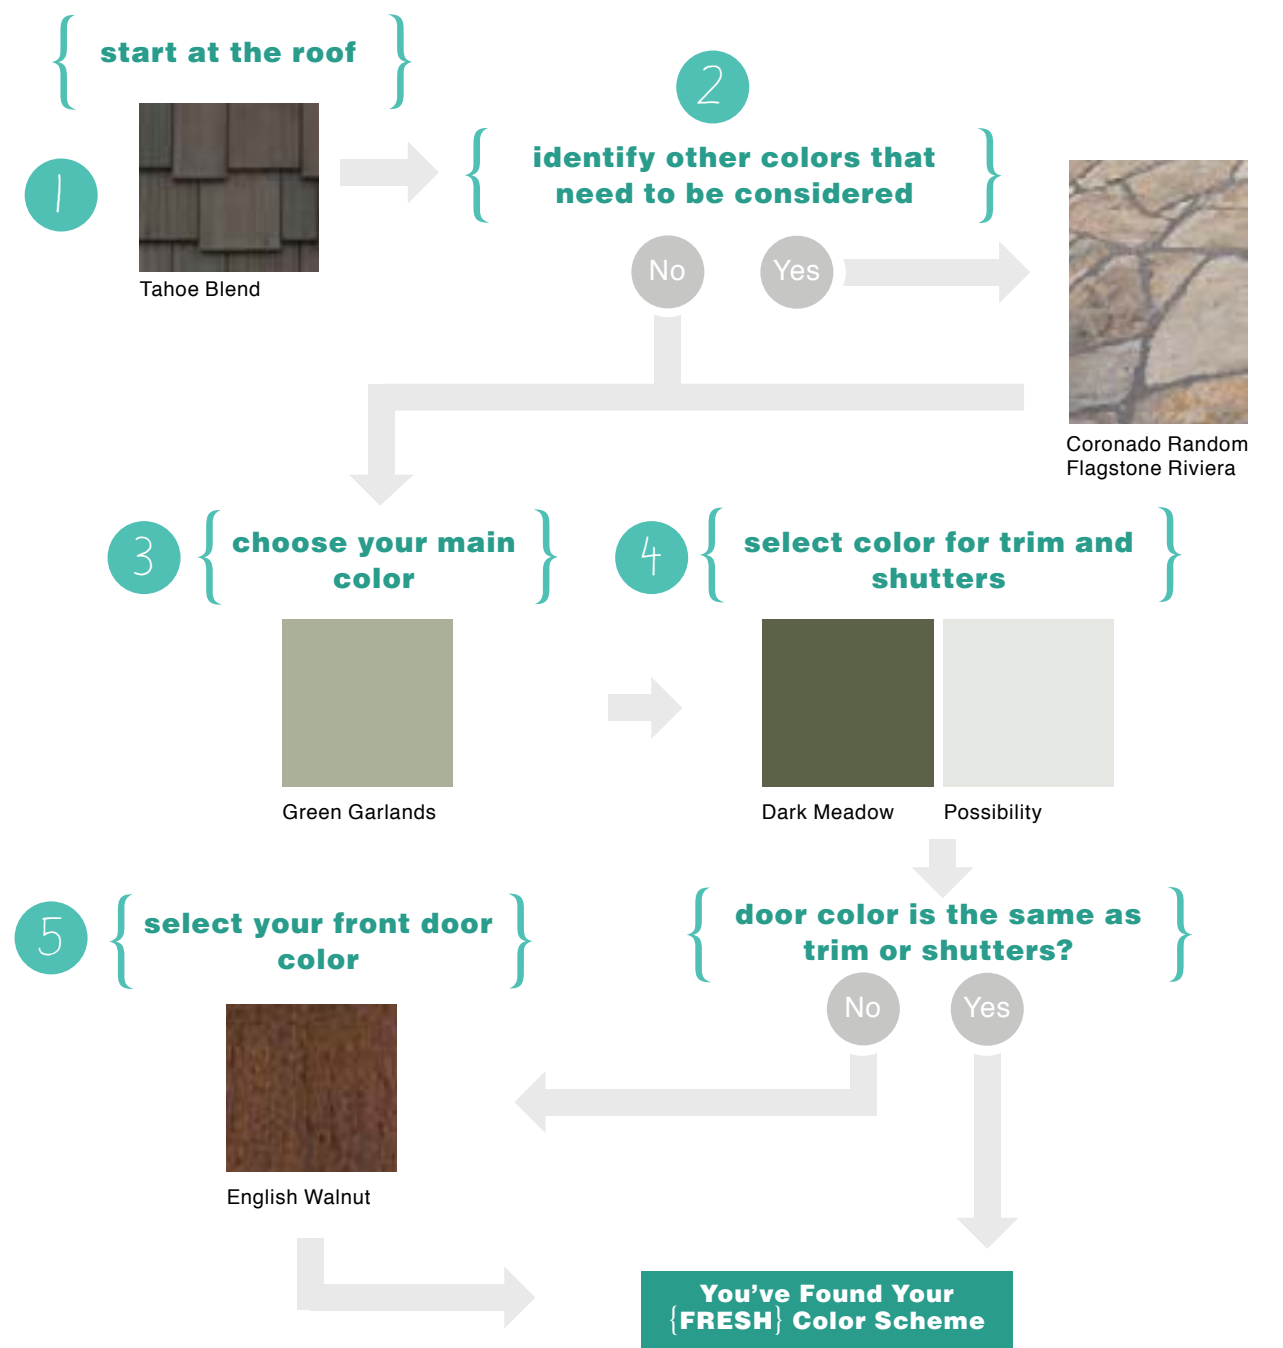 start at the roof
1
Tahoe Blend
2
identify other colors that
need to be considered
No
Yes
Coronado Random
Flagstone Riviera
3
choose your main
color
Green Garlands
4
select color for trim and
shutters
Dark Meadow
Possibility
door color is the same as
trim or shutters?
No
Yes
5
select your front door
color
English Walnut
You’ve Found Your
{FRESH} Color Scheme